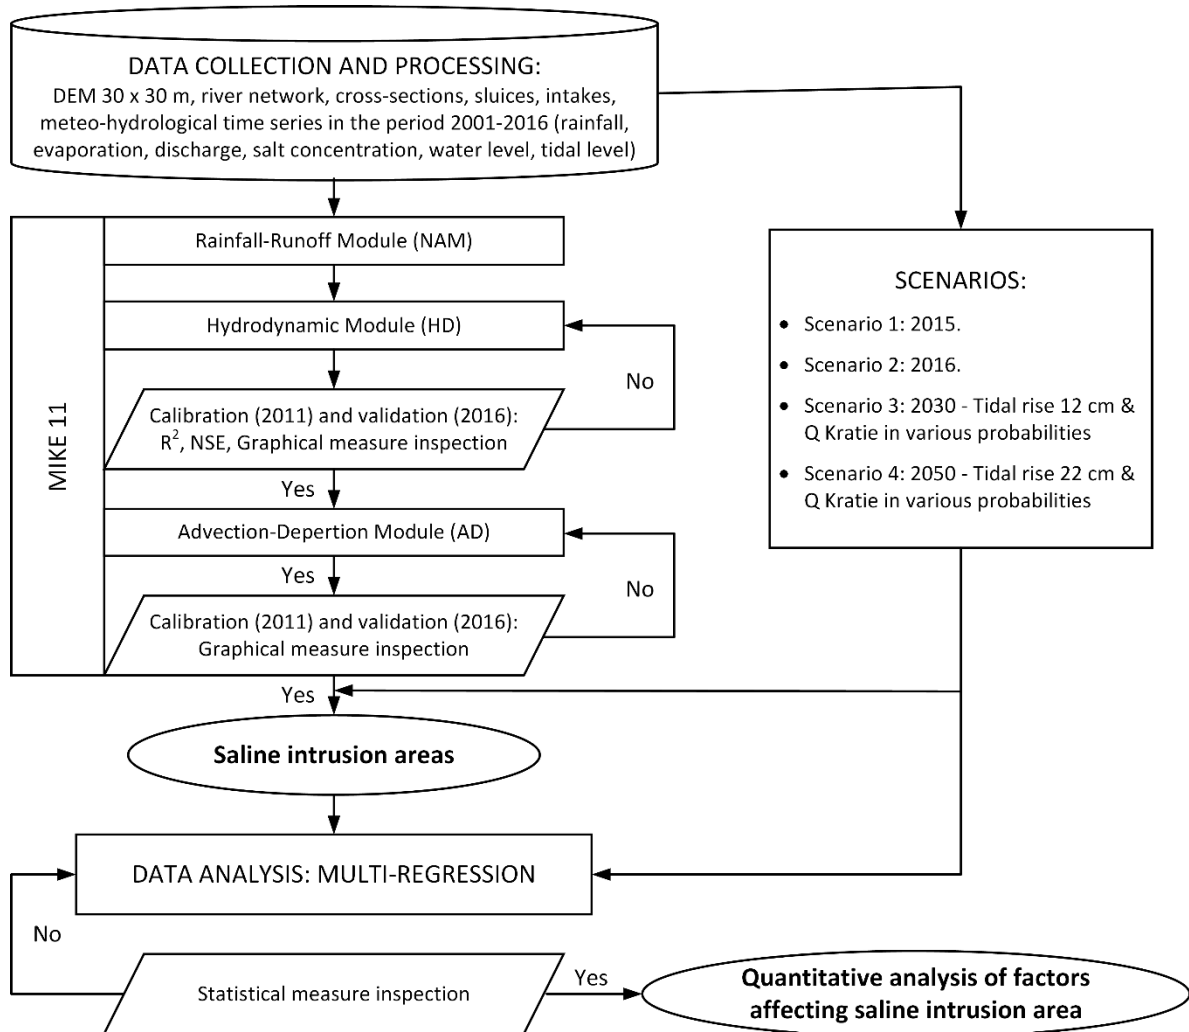 DATA COLLECTION AND PROCESSING:
DEM 30 x 30 m, river network, cross-sections, sluices, intakes,
meteo-hydrological time series in the period 2001-2016 (rainfall,
evaporation, discharge, salt concentration, water level, tidal level)
MIKE 11
Rainfall-Runoff Module (NAM)
Hydrodynamic Module (HD)
No
Calibration (2011) and validation (2016):
R², NSE, Graphical measure inspection
Yes
Advection-Depertion Module (AD)
Yes
No
Calibration (2011) and validation (2016):
Graphical measure inspection
Yes
SCENARIOS:
• Scenario 1: 2015.
• Scenario 2: 2016.
• Scenario 3: 2030 - Tidal rise 12 cm &
Q Kratie in various probabilities
• Scenario 4: 2050 - Tidal rise 22 cm &
Q Kratie in various probabilities
Saline intrusion areas
DATA ANALYSIS: MULTI-REGRESSION
No
Statistical measure inspection
Yes
Quantitative analysis of factors
affecting saline intrusion area